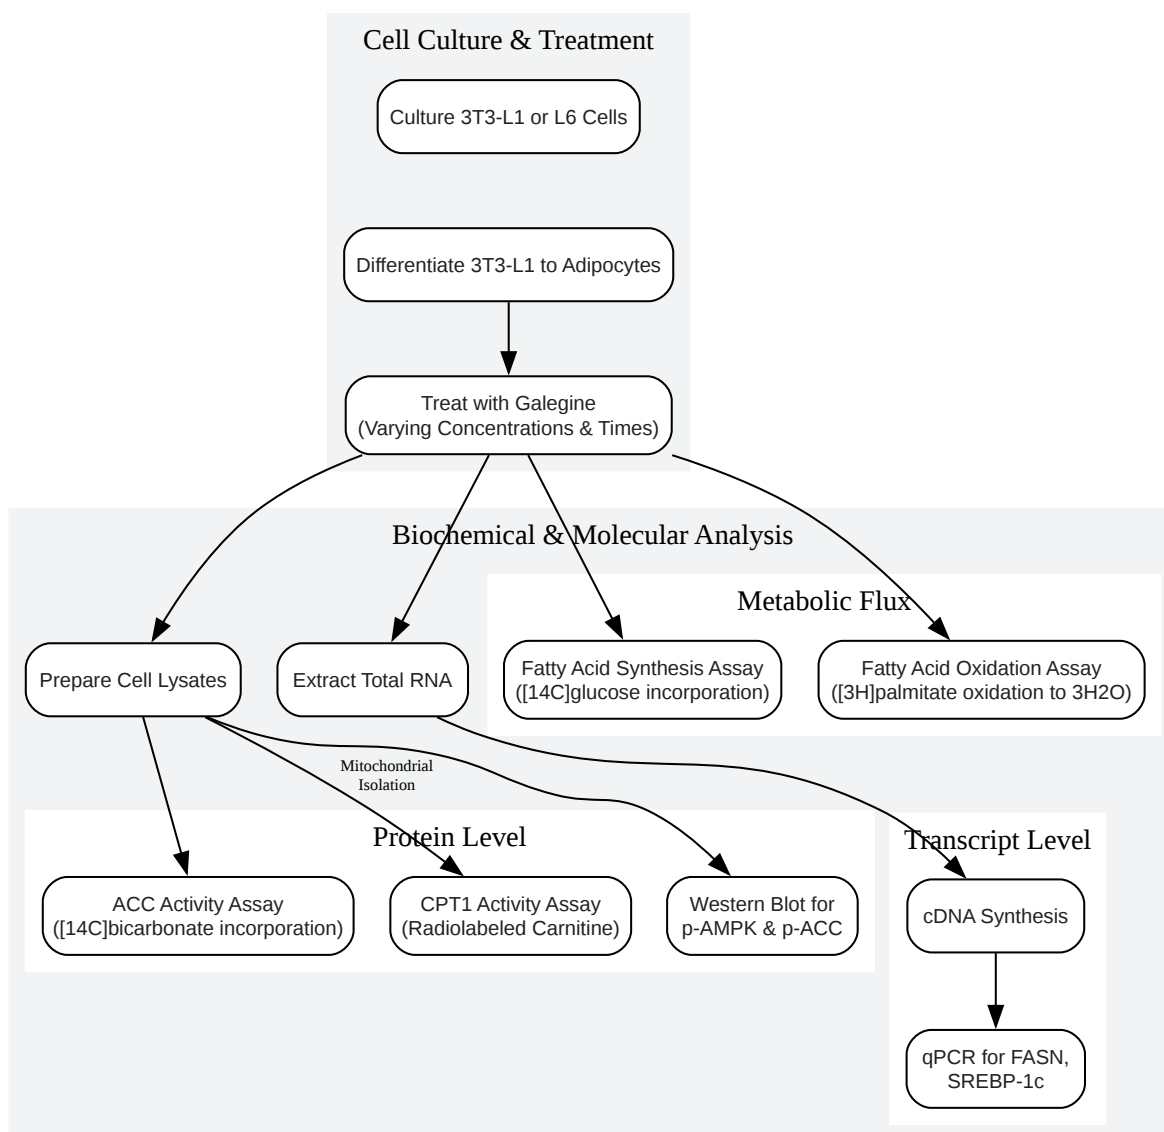 Cell Culture & Treatment
Culture 3T3-L1 or L6 Cells
Differentiate 3T3-L1 to Adipocytes
Treat with Galegine
(Varying Concentrations & Times)
Biochemical & Molecular Analysis
Metabolic Flux
Prepare Cell Lysates
Extract Total RNA
Fatty Acid Synthesis Assay
([14C]glucose incorporation)
Fatty Acid Oxidation Assay
([3H]palmitate oxidation to 3H2O)
Mitochondrial
Isolation
Protein Level
ACC Activity Assay
([14C]bicarbonate incorporation)
CPT1 Activity Assay
(Radiolabeled Carnitine)
Western Blot for
p-AMPK & p-ACC
Transcript Level
cDNA Synthesis
qPCR for FASN,
SREBP-1c